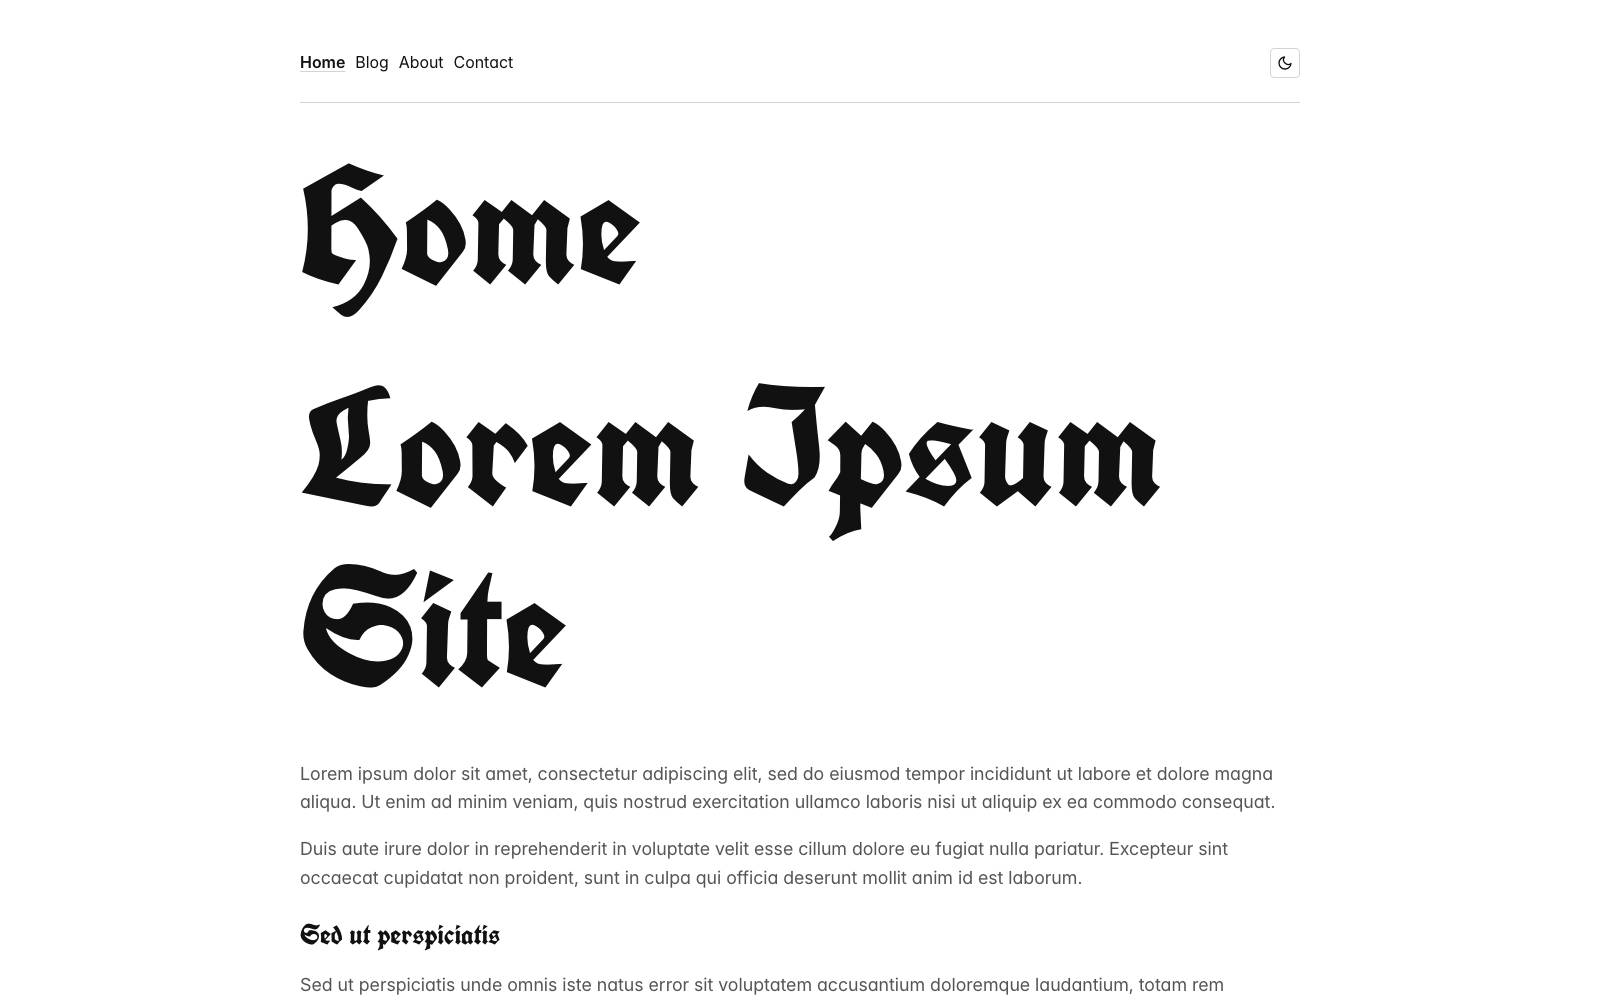 Home Blog About Contact
Home
Lorem Ipsum
Site
Lorem ipsum dolor sit amet, consectetur adipiscing elit, sed do eiusmod tempor incididunt ut labore et dolore magna
aliqua. Ut enim ad minim veniam, quis nostrud exercitation ullamco laboris nisi ut aliquip ex ea commodo consequat.
Duis aute irure dolor in reprehenderit in voluptate velit esse cillum dolore eu fugiat nulla pariatur. Excepteur sint
occaecat cupidatat non proident, sunt in culpa qui officia deserunt mollit anim id est laborum.
Sed ut perspiciatis
Sed ut perspiciatis unde omnis iste natus error sit voluptatem accusantium doloremque laudantium, totam rem